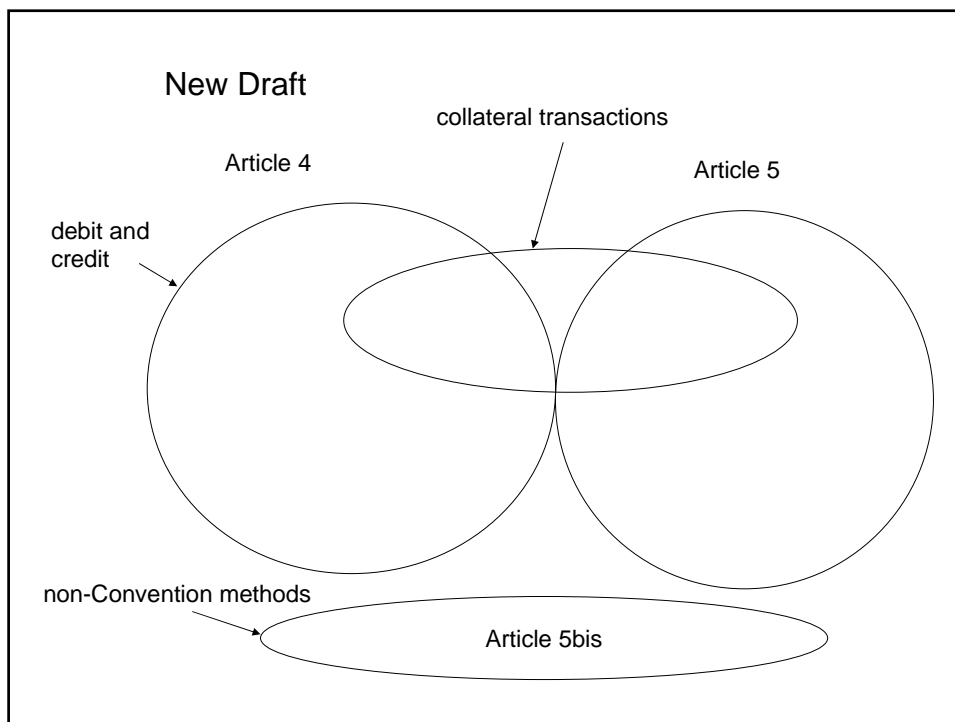 New Draft
collateral transactions
Article 4
Article 5
debit and
credit
non-Convention methods
Article 5bis